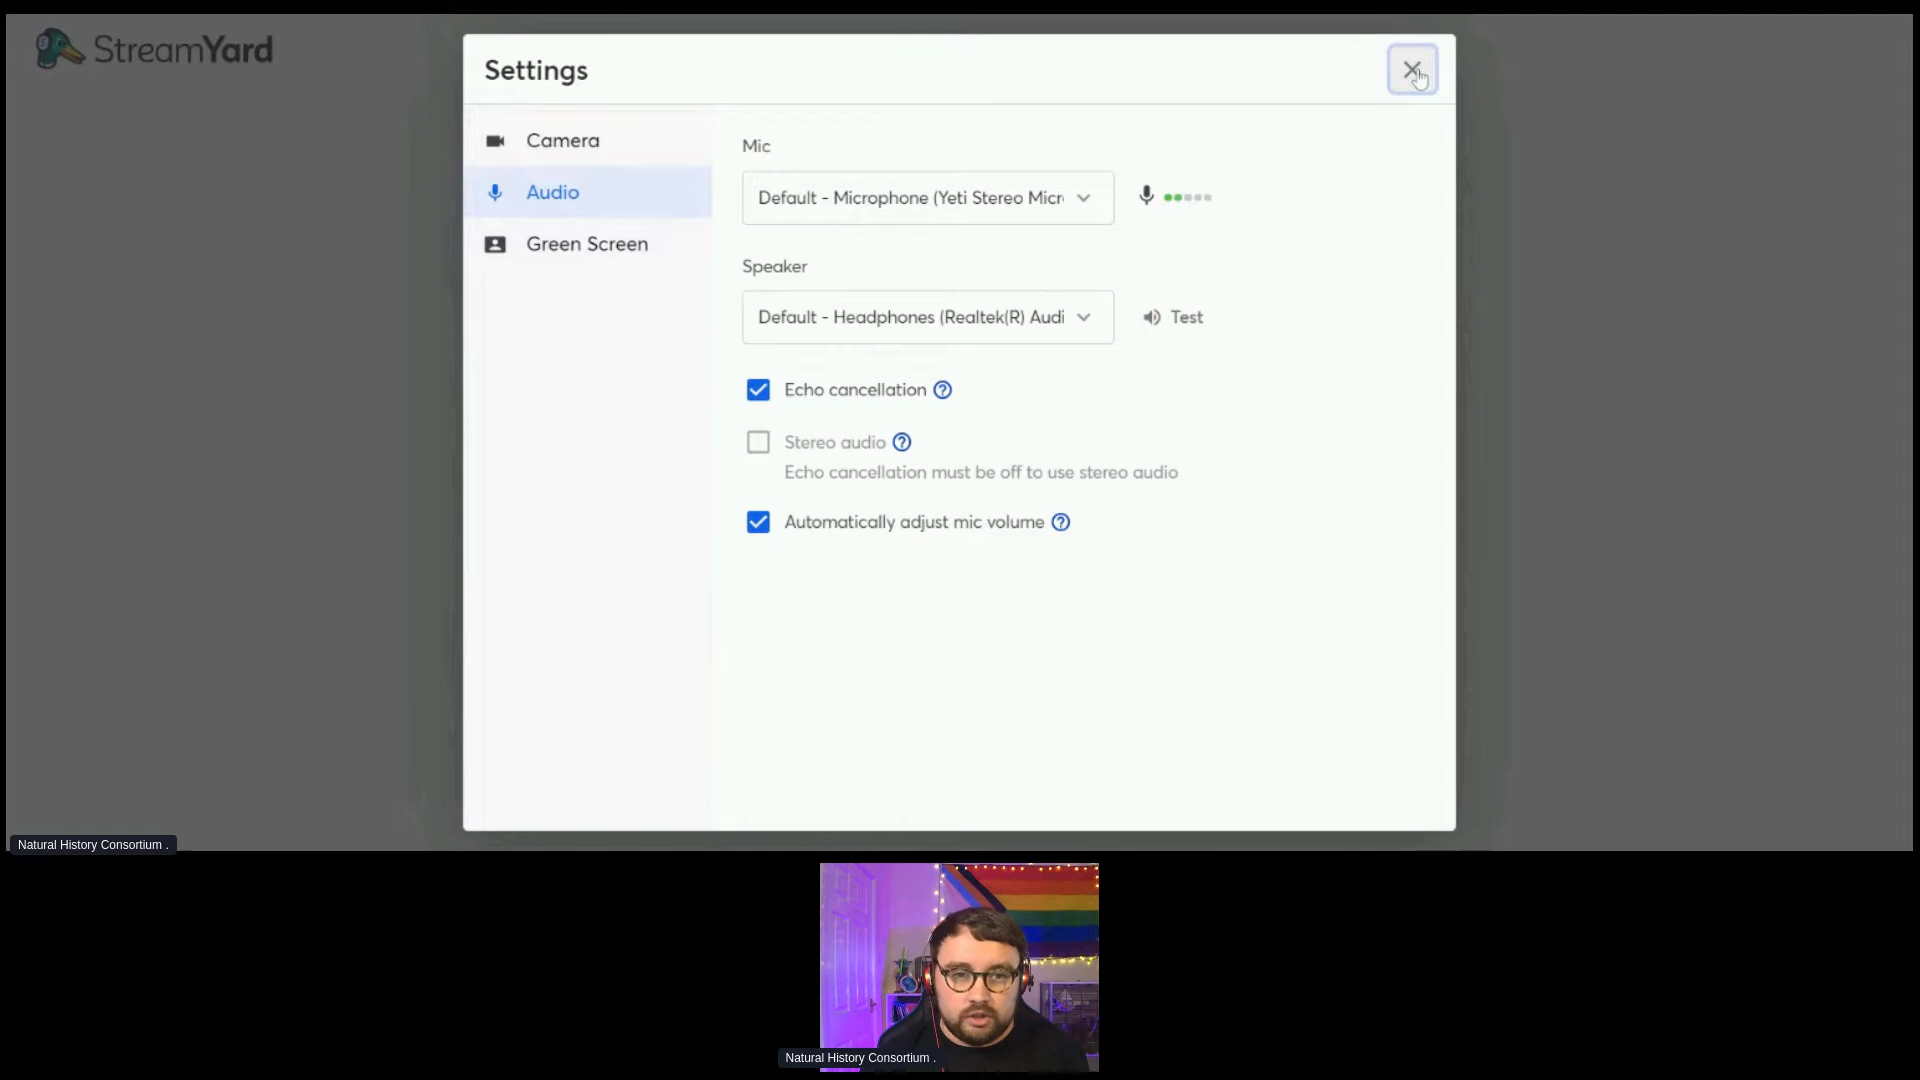 StreamYard
Settings
Camera
Audio
Green Screen
Mic
Default - Microphone (Yeti Stereo Micr
Speaker
Default - Headphones (Realtek(R) Audi
Test
Echo cancellation
Stereo audio
Echo cancellation must be off to use stereo audio
Automatically adjust mic volume
Natural History Consortium .
Natural History Consortium .